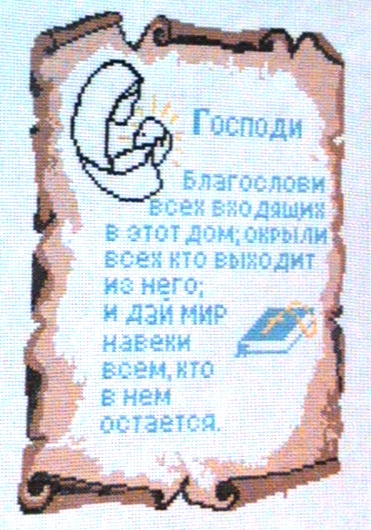 Господи
Благослови
всех входящих
в этот дом; окрыли
всех кто выходит
из него;
и дай мир
навеки
всем, кто
в нем
остается.